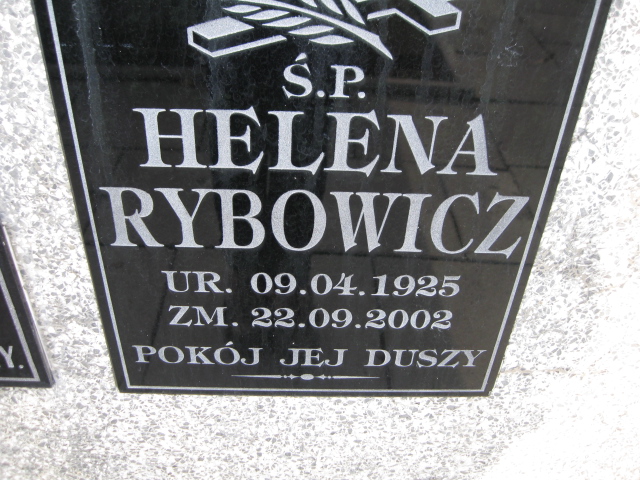 Ś.P.
HELENA
RYBOWICZ
UR. 09.04.1925
ZM. 22.09.2002
POKÓJ JEJ DUSZY
Y.